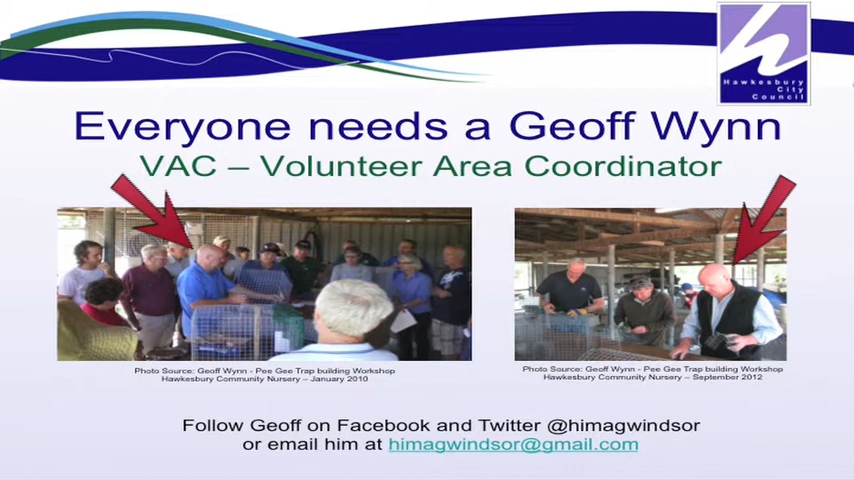 Hawkesbury
City
Council
Everyone needs a Geoff Wynn
VAC – Volunteer Area Coordinator
Photo Source: Geoff Wynn - Pee Gee Trap building Workshop
Hawkesbury Community Nursery – January 2010
Photo Source: Geoff Wynn - Pee Gee Trap building Workshop
Hawkesbury Community Nursery – September 2012
Follow Geoff on Facebook and Twitter @himagwindsor
or email him at himagwindsor@gmail.com